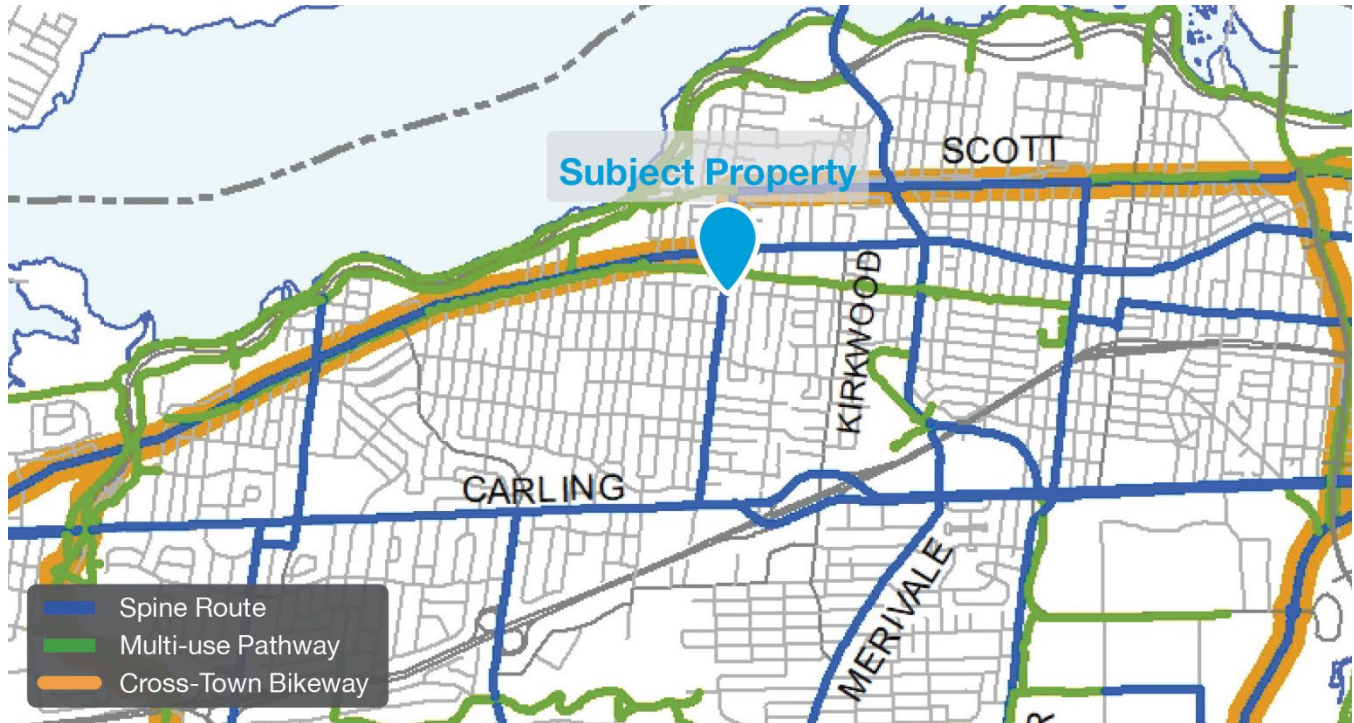 SCOTT
Subject Property
KIRKWOOD
CARLING
MERIVALE
Spine Route
Multi-use Pathway
Cross-Town Bikeway
R